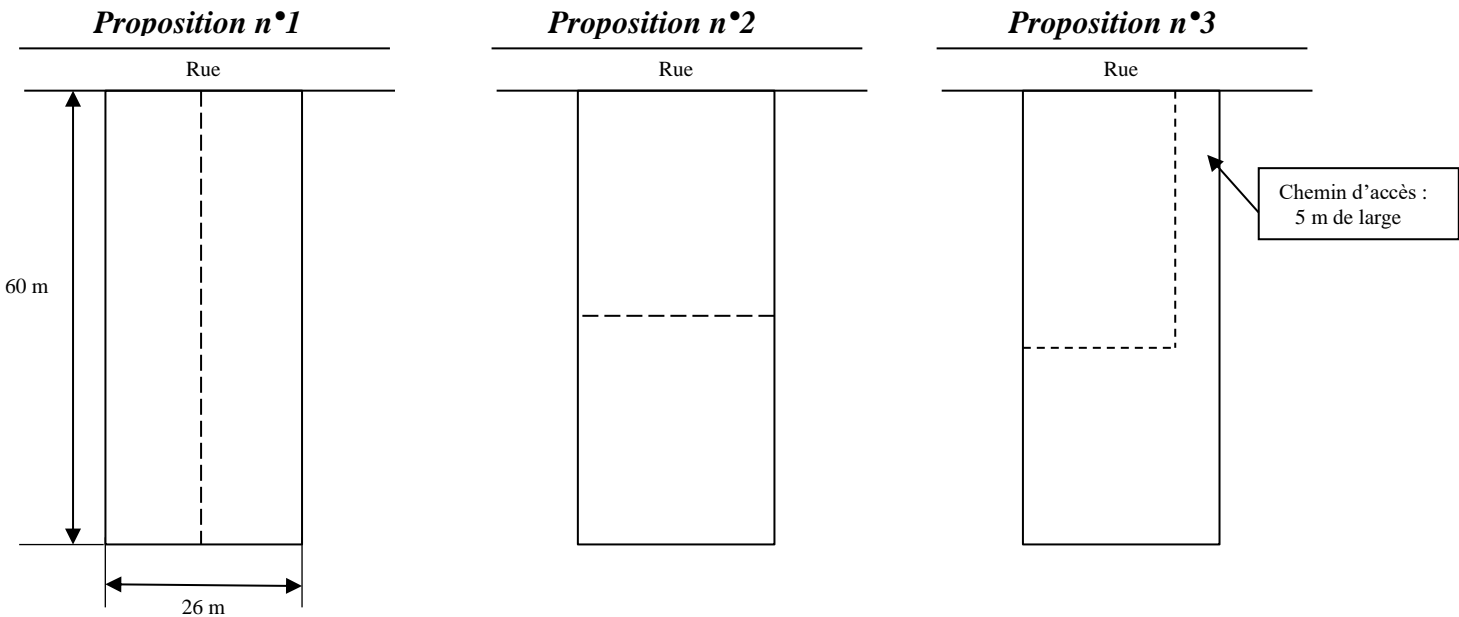 Proposition n°1
Proposition n°2
Proposition n°3
Rue
Rue
Rue
Chemin d'accès :
5 m de large
60 m
26 m